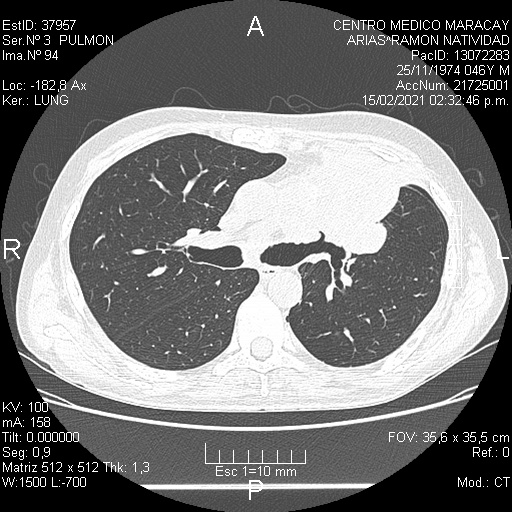 EstID: 37957
Ser.Nº 3 PULMON
Ima.Nº 94
Loc: -182,8 Ax
Ker.: LUNG
A
CENTRO MEDICO MARACAY
ARIAS^RAMON NATIVIDAD
PacID: 13072283
25/11/1974 046Y M
AccNum: 21725001
15/02/2021 02:32:46 p.m.
R
L
KV: 100
mA: 158
Tilt: 0.000000
Seg: 0,9
Matriz 512 x 512 Thk: 1,3
W:1500 L:-700
Esc 1=10 mm
P
FOV: 35,6 x 35,5 cm
Ref.: 0
Mod.: CT